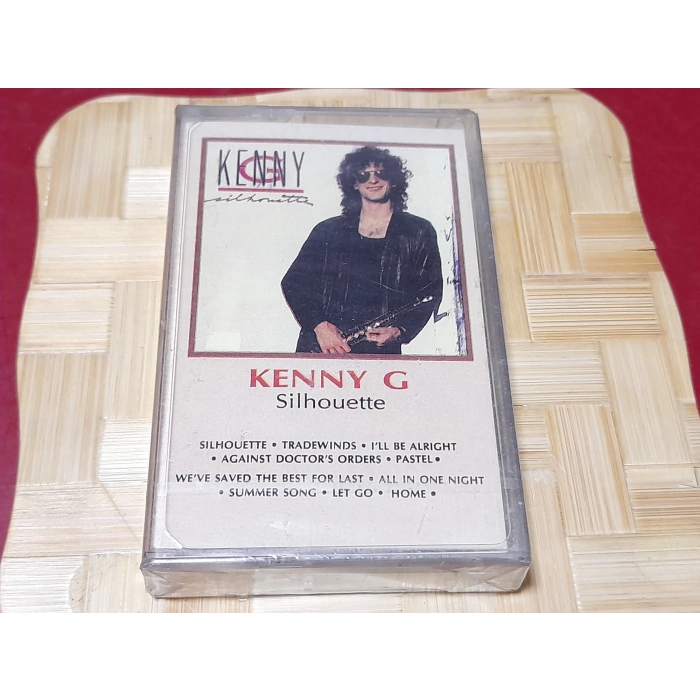 KENNY
G
silhouette
KENNY G
Silhouette
SILHOUETTE • TRADEWINDS • I'LL BE ALRIGHT
• AGAINST DOCTOR'S ORDERS • PASTEL •
WE'VE SAVED THE BEST FOR LAST • ALL IN ONE NIGHT
• SUMMER SONG • LET GO • HOME •